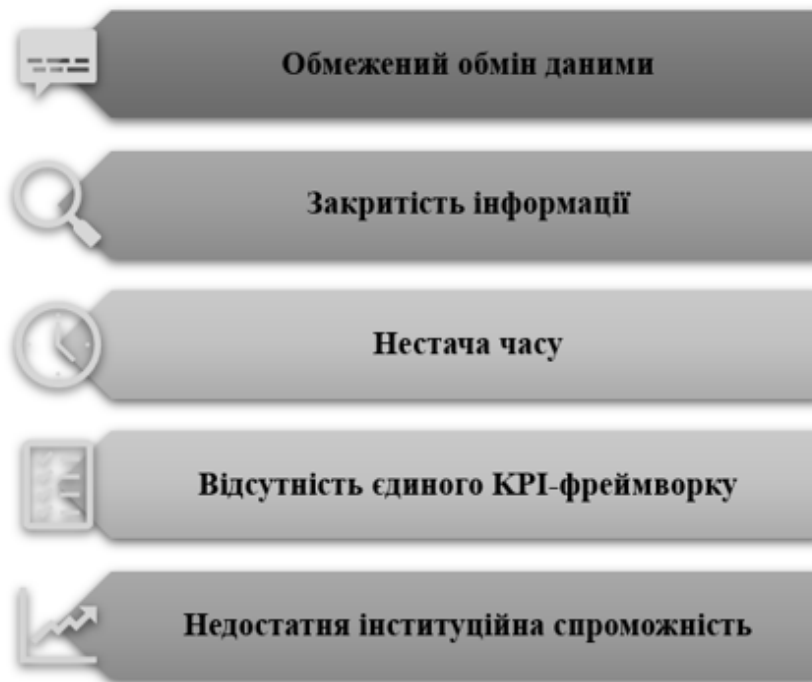 Обмежений обмін даними
Закритість інформації
Нестача часу
Відсутність єдиного KPI-фреймворку
Недостатня інституційна спроможність